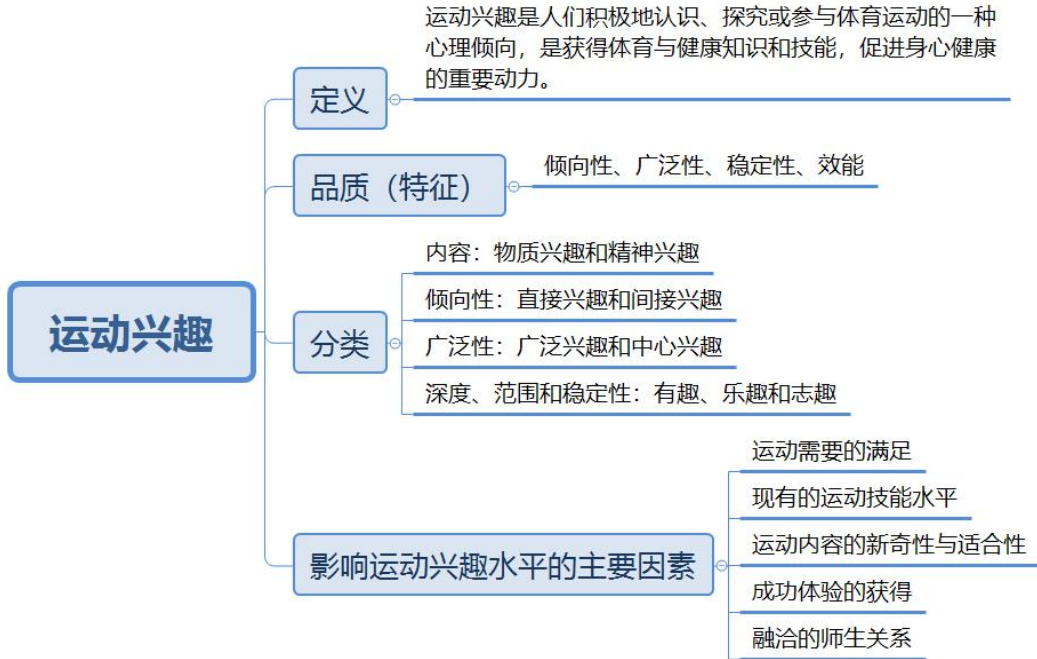 运动兴趣是人们积极地认识、探究或参与体育运动的一种
心理倾向，是获得体育与健康知识和技能，促进身心健康
的重要动力。
定义
品质（特征）
倾向性、广泛性、稳定性、效能
内容：物质兴趣和精神兴趣
倾向性：直接兴趣和间接兴趣
运动兴趣
分类
广泛性：广泛兴趣和中心兴趣
深度、范围和稳定性：有趣、乐趣和志趣
影响运动兴趣水平的主要因素
运动需要的满足
现有的运动技能水平
运动内容的新奇性与适合性
成功体验的获得
融洽的师生关系